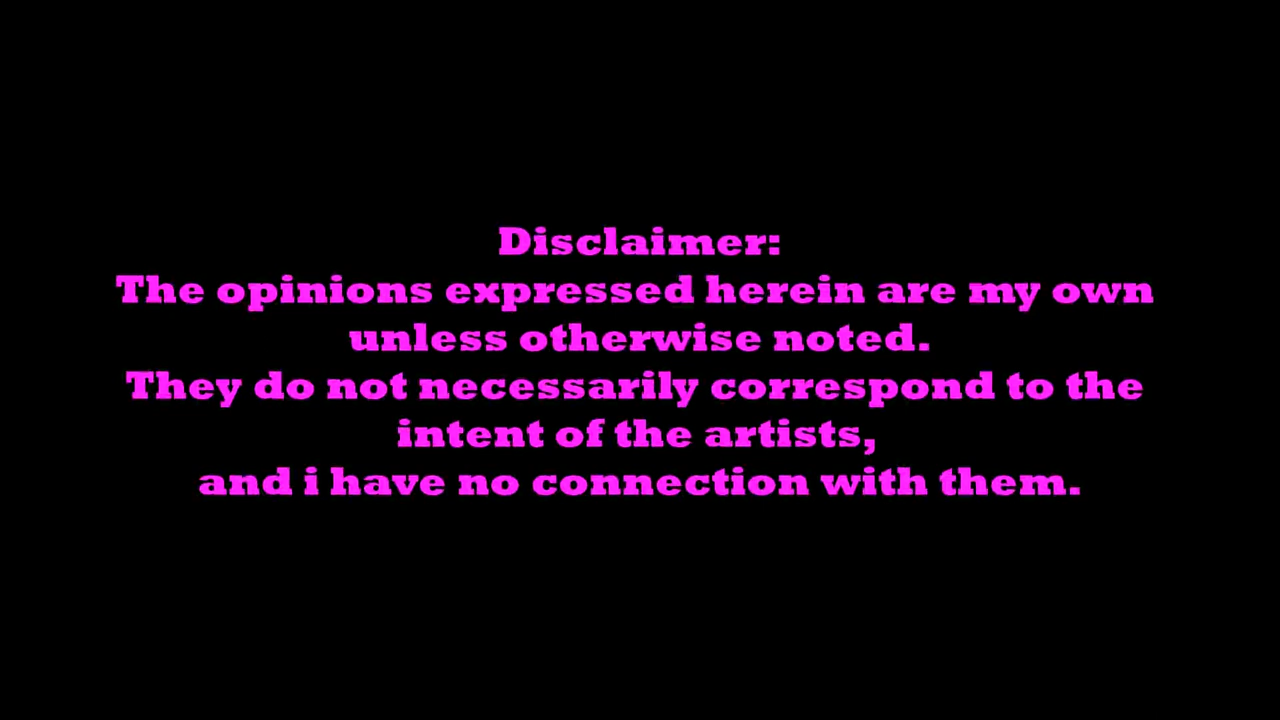 Disclaimer:
The opinions expressed herein are my own
unless otherwise noted.
They do not necessarily correspond to the
intent of the artists,
and i have no connection with them.